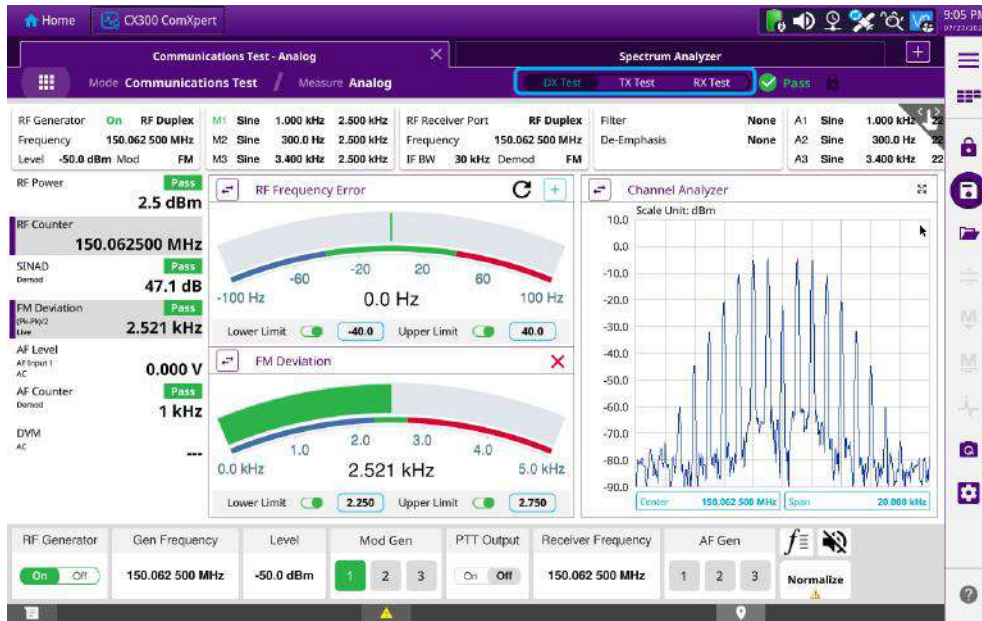 Home CX300 ComXpert 9:05 PM
Communications Test - Analog Spectrum Analyzer
Mode Communications Test / Measure Analog DX Test TX Test RX Test Pass
RF Generator On RF Duplex M1 Sine 1.000 kHz 2.500 kHz RF Receiver Port RF Duplex Filter None A1 Sine 1.000 kHz
Frequency 150.062 500 MHz M2 Sine 300.0 Hz 2.500 kHz Frequency 150.062 500 MHz De-Emphasis None A2 Sine 300.0 Hz
Level -50.0 dBm Mod FM M3 Sine 3.400 kHz 2.500 kHz IF BW 30 kHz Demod FM A3 Sine 3.400 kHz 22
RF Power Pass
2.5 dBm
RF Counter
150.062500 MHz
SINAD Pass
Demod
47.1 dB
FM Deviation Pass
(Pk-Pk)/2
Live
2.521 kHz
AF Level
AF Input 1
AC
0.000 V
AF Counter Pass
Demod
1 kHz
DVM
AC
---
RF Frequency Error
-100 Hz -60 -20 20 60 100 Hz
0.0 Hz
Lower Limit -40.0 Upper Limit 40.0
FM Deviation
0.0 kHz 1.0 2.0 3.0 4.0 5.0 kHz
2.521 kHz
Lower Limit 2.250 Upper Limit 2.750
Channel Analyzer
Scale Unit: dBm
10.0
0.0
-10.0
-20.0
-30.0
-40.0
-50.0
-60.0
-70.0
-80.0
-90.0
Center 150.062 500 MHz Span 20.000 kHz
RF Generator Gen Frequency Level Mod Gen PTT Output Receiver Frequency AF Gen
On Off 150.062 500 MHz -50.0 dBm 1 2 3 On Off 150.062 500 MHz 1 2 3 Normalize